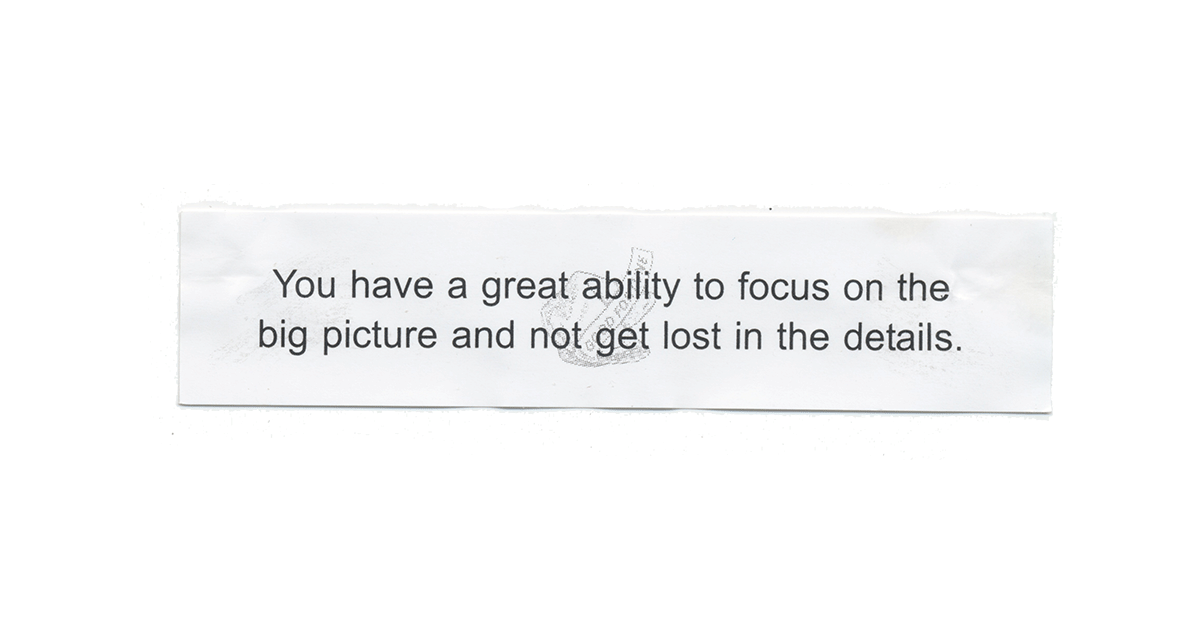 You have a great ability to focus on the
big picture and not get lost in the details.